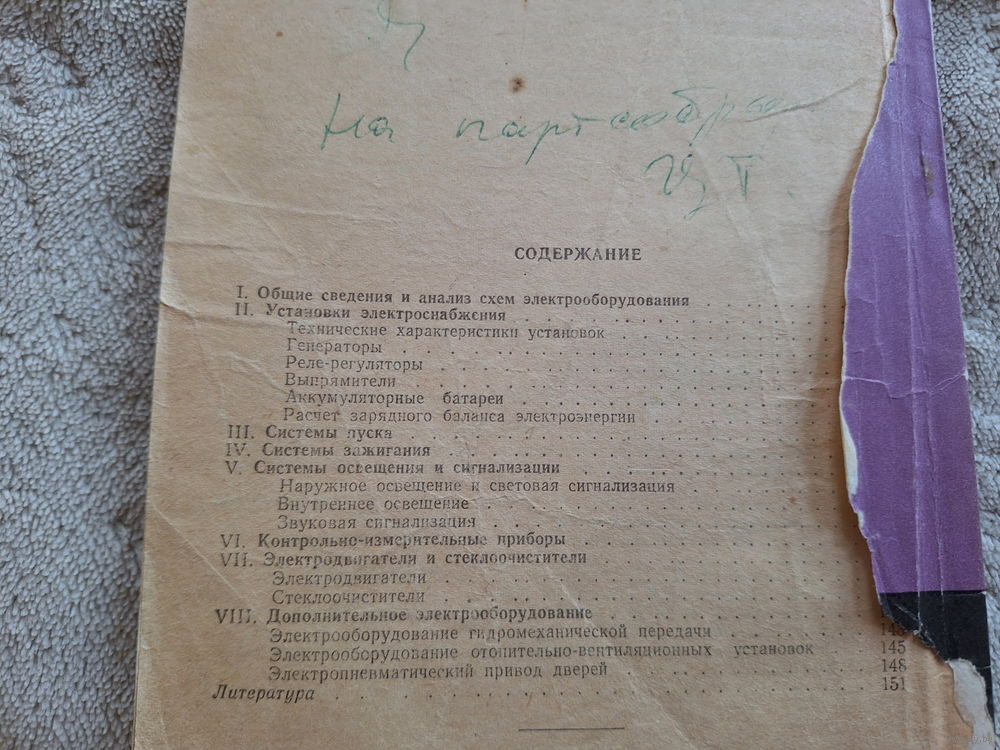 На
СОДЕРЖАНИЕ
I. Общие сведения и анализ схем электрооборудования
II. Установки электроснабжения
Технические характеристики установок
Генераторы
Реле-регуляторы
Выпрямители
Аккумуляторные батареи
Расчет зарядного баланса электроэнергии
III. Системы пуска
IV. Системы зажигания
V. Системы освещения и сигнализации
Наружное освещение и световая сигнализация
Внутреннее освещение
Звуковая сигнализация
VI. Контрольно-измерительные приборы
VII. Электродвигатели и стеклоочистители
Электродвигатели
Стеклоочистители
VIII. Дополнительное электрооборудование
Электрооборудование гидромеханической передачи
Электрооборудование отопительно-вентиляционных установок 145
Электропневматический привод дверей 148
Литература 151